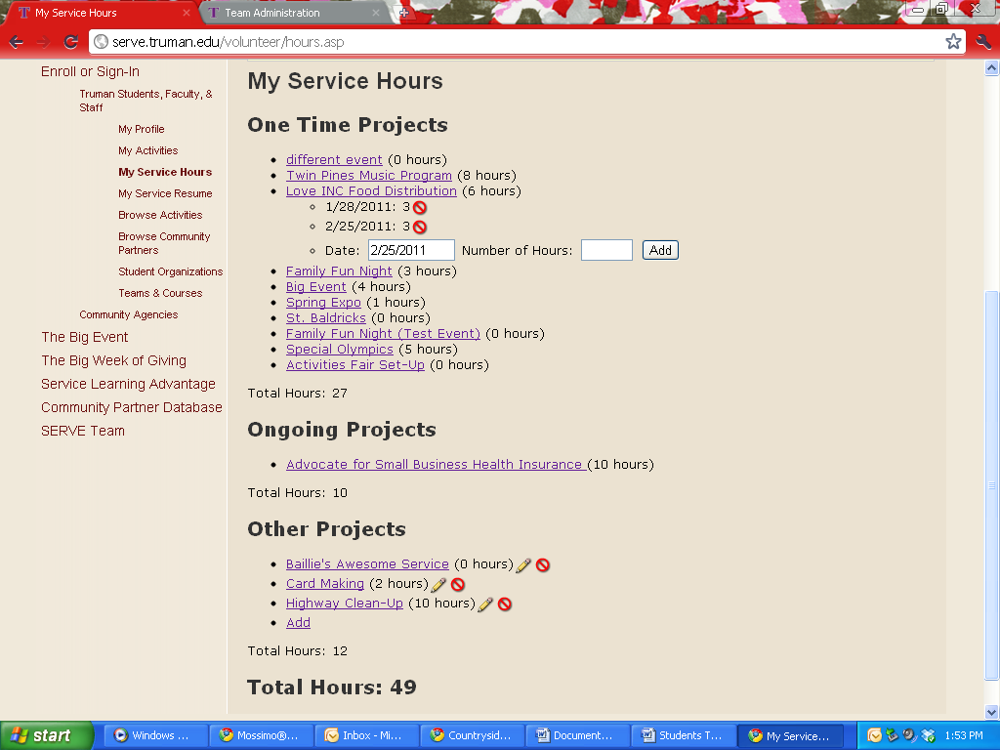 My Service Hours
Team Administration
serve.truman.edu/volunteer/hours.asp
Enroll or Sign-In
Truman Students, Faculty, &
Staff
My Profile
My Activities
My Service Hours
My Service Resume
Browse Activities
Browse Community
Partners
Student Organizations
Teams & Courses
Community Agencies
The Big Event
The Big Week of Giving
Service Learning Advantage
Community Partner Database
SERVE Team
My Service Hours
One Time Projects
different event (0 hours)
Twin Pines Music Program (8 hours)
Love INC Food Distribution (6 hours)
1/28/2011: 3
2/25/2011: 3
Date: 2/25/2011 Number of Hours: Add
Family Fun Night (3 hours)
Big Event (4 hours)
Spring Expo (1 hours)
St. Baldricks (0 hours)
Family Fun Night (Test Event) (0 hours)
Special Olympics (5 hours)
Activities Fair Set-Up (0 hours)
Total Hours: 27
Ongoing Projects
Advocate for Small Business Health Insurance (10 hours)
Total Hours: 10
Other Projects
Baillie's Awesome Service (0 hours)
Card Making (2 hours)
Highway Clean-Up (10 hours)
Add
Total Hours: 12
Total Hours: 49
start Windows ... Mossimo®... Inbox - Mi... Countrysid... Document... Students T... My Service... 1:53 PM